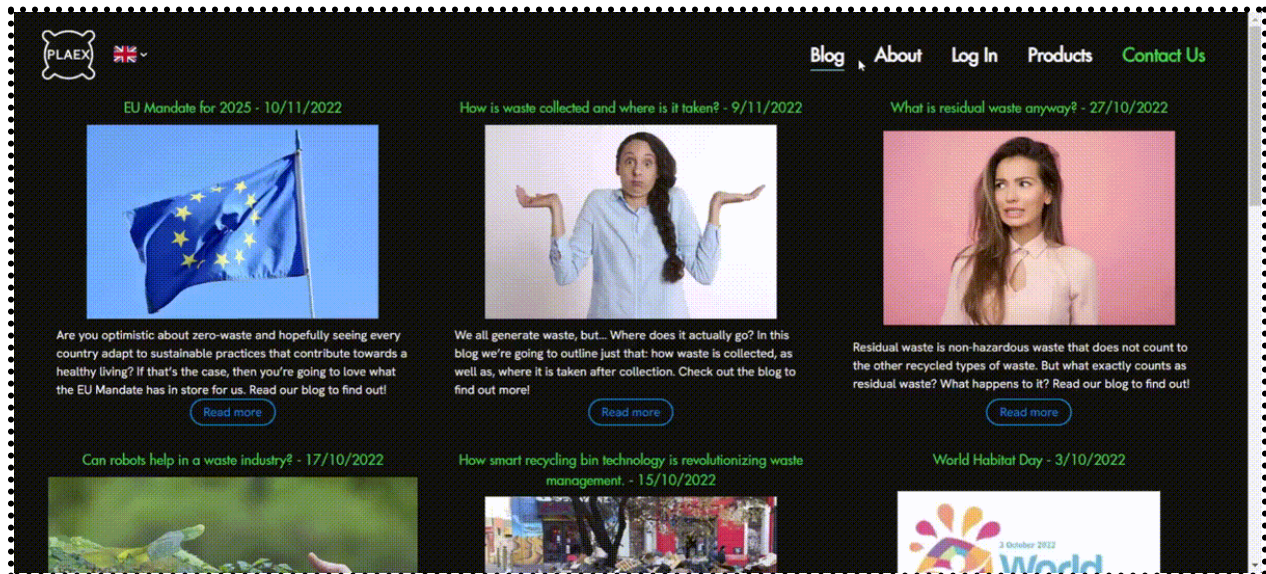 PLAEX
Blog
About
Log In
Products
Contact Us
EU Mandate for 2025 - 10/11/2022
How is waste collected and where is it taken? - 9/11/2022
What is residual waste anyway? - 27/10/2022
Are you optimistic about zero-waste and hopefully seeing every
country adapt to sustainable practices that contribute towards a
healthy living? If that's the case, then you're going to love what
the EU Mandate has in store for us. Read our blog to find out!
Read more
We all generate waste, but... Where does it actually go? In this
blog we're going to outline just that: how waste is collected, as
well as, where it is taken after collection. Check out the blog to
find out more!
Read more
Residual waste is non-hazardous waste that does not count to
the other recycled types of waste. But what exactly counts as
residual waste? What happens to it? Read our blog to find out!
Read more
Can robots help in a waste industry? - 17/10/2022
How smart recycling bin technology is revolutionizing waste
management. - 15/10/2022
World Habitat Day - 3/10/2022
3 October 2022
World